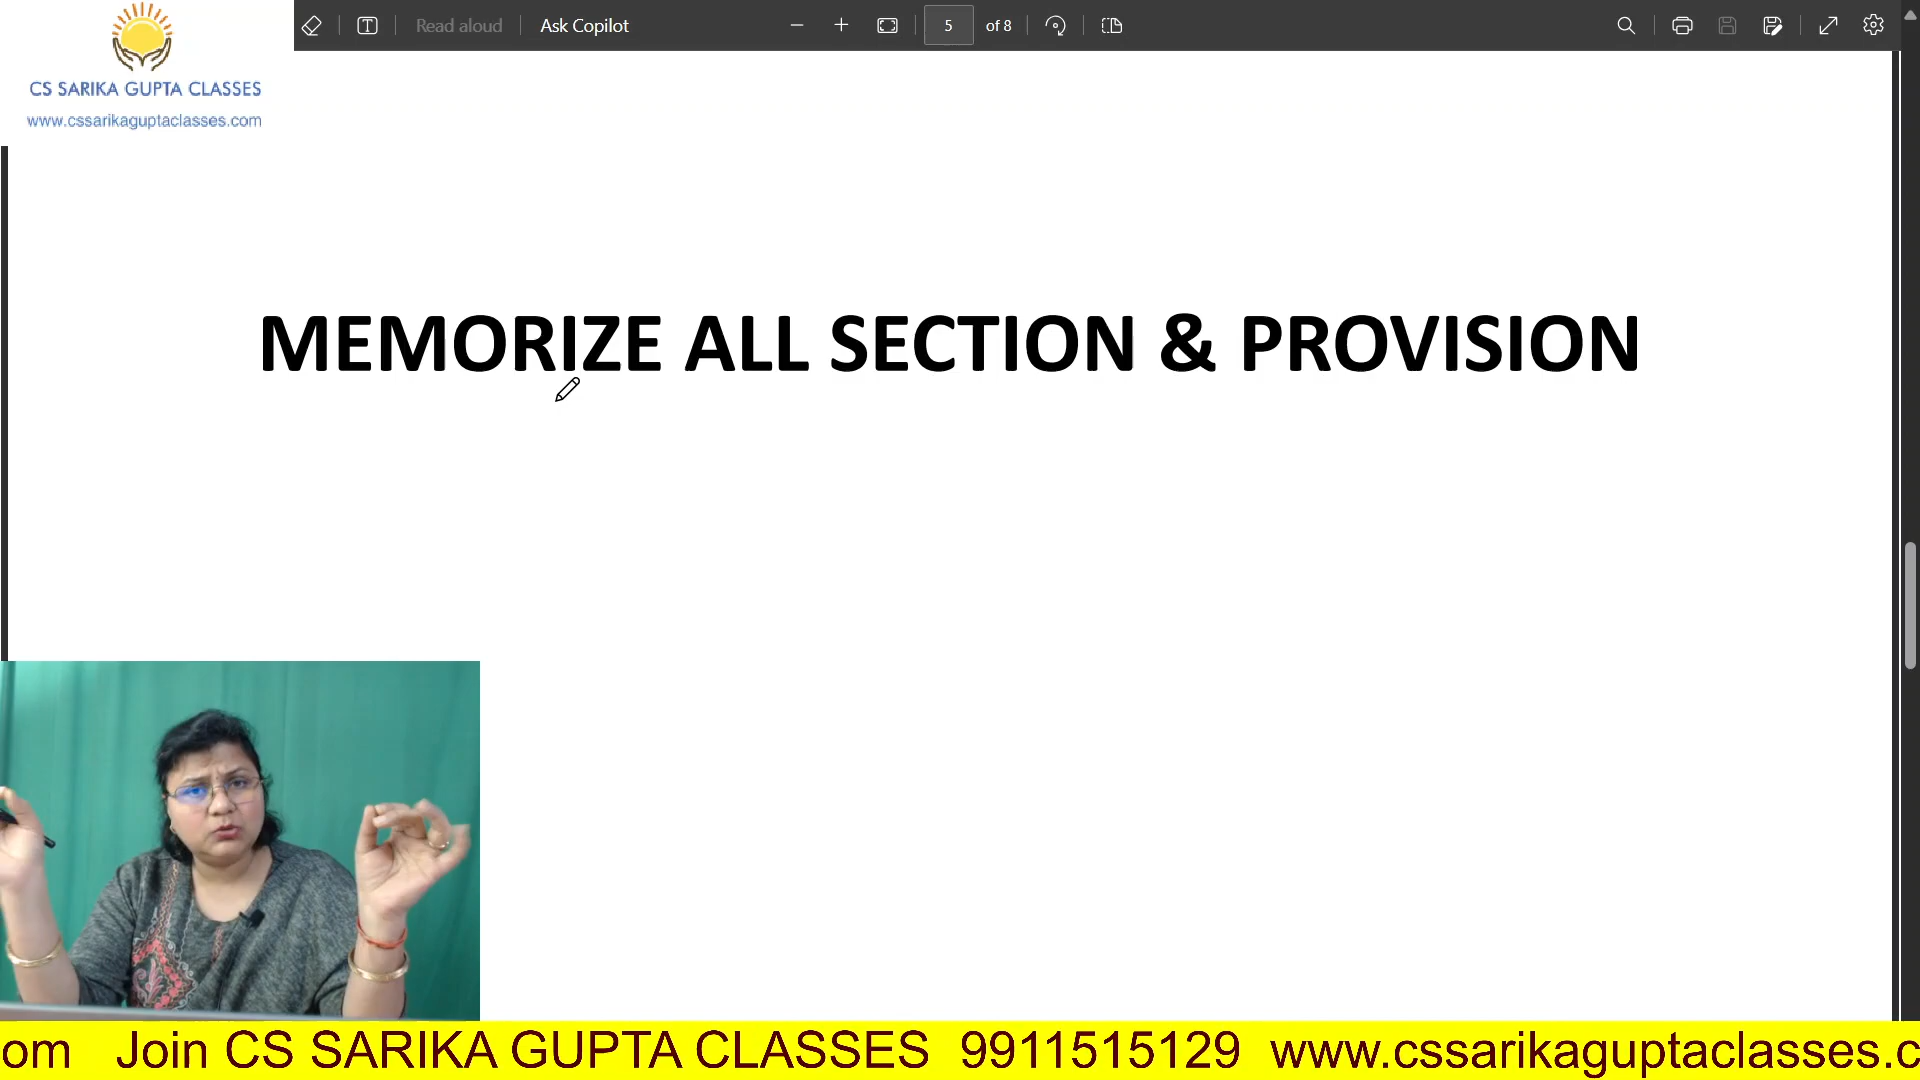 CS SARIKA GUPTA CLASSES
www.cssarikaguptaclasses.com
Read aloud Ask Copilot 5 of 8
MEMORIZE ALL SECTION & PROVISION
om Join CS SARIKA GUPTA CLASSES 9911515129 www.cssarikaguptaclasses.c